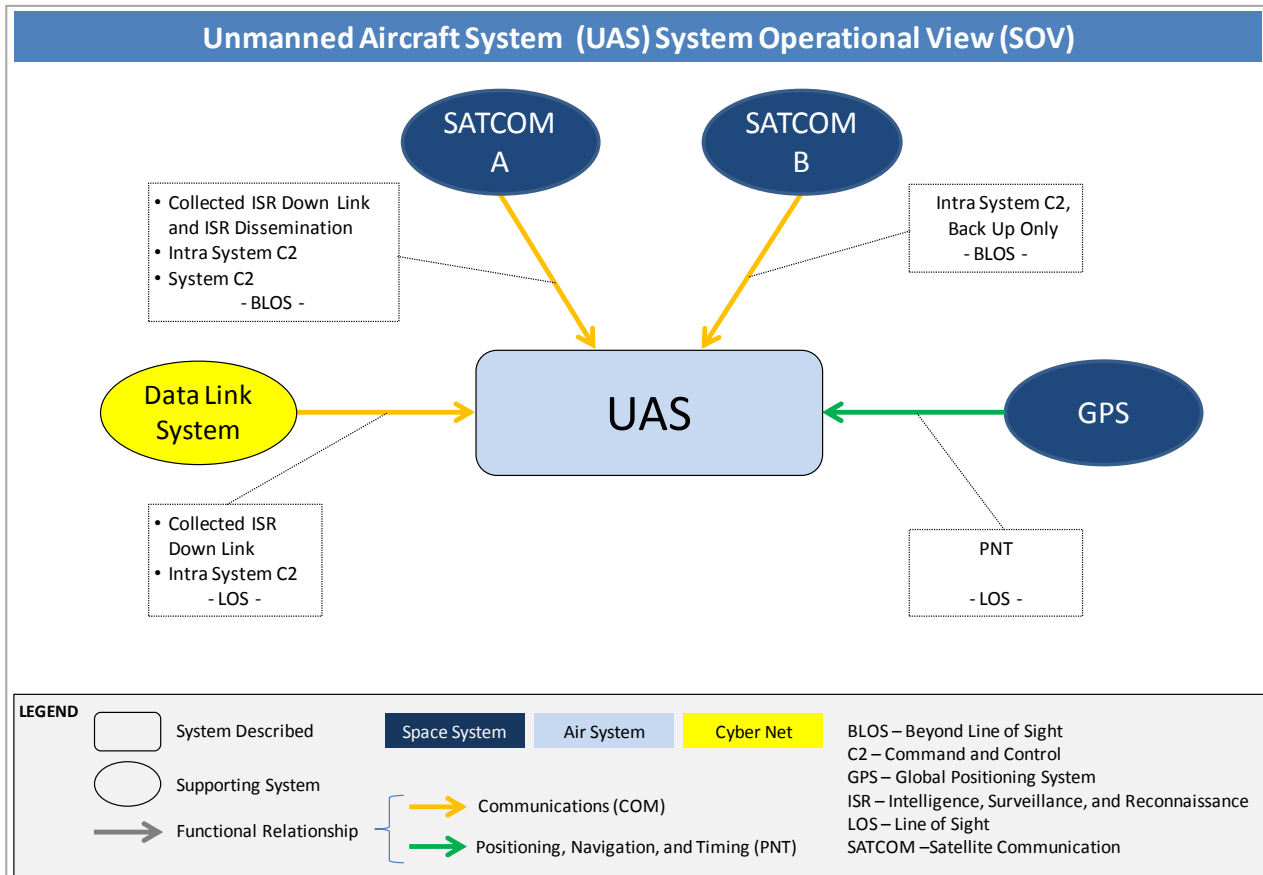 Unmanned Aircraft System (UAS) System Operational View (SOV)
SATCOM
A
SATCOM
B
• Collected ISR Down Link
and ISR Dissemination
• Intra System C2
• System C2
- BLOS -
Intra System C2,
Back Up Only
- BLOS -
Data Link
System
UAS
GPS
• Collected ISR
Down Link
• Intra System C2
- LOS -
PNT
- LOS -
LEGEND
System Described
Supporting System
Functional Relationship
Space System
Air System
Cyber Net
Communications (COM)
Positioning, Navigation, and Timing (PNT)
BLOS – Beyond Line of Sight
C2 – Command and Control
GPS – Global Positioning System
ISR – Intelligence, Surveillance, and Reconnaissance
LOS – Line of Sight
SATCOM –Satellite Communication